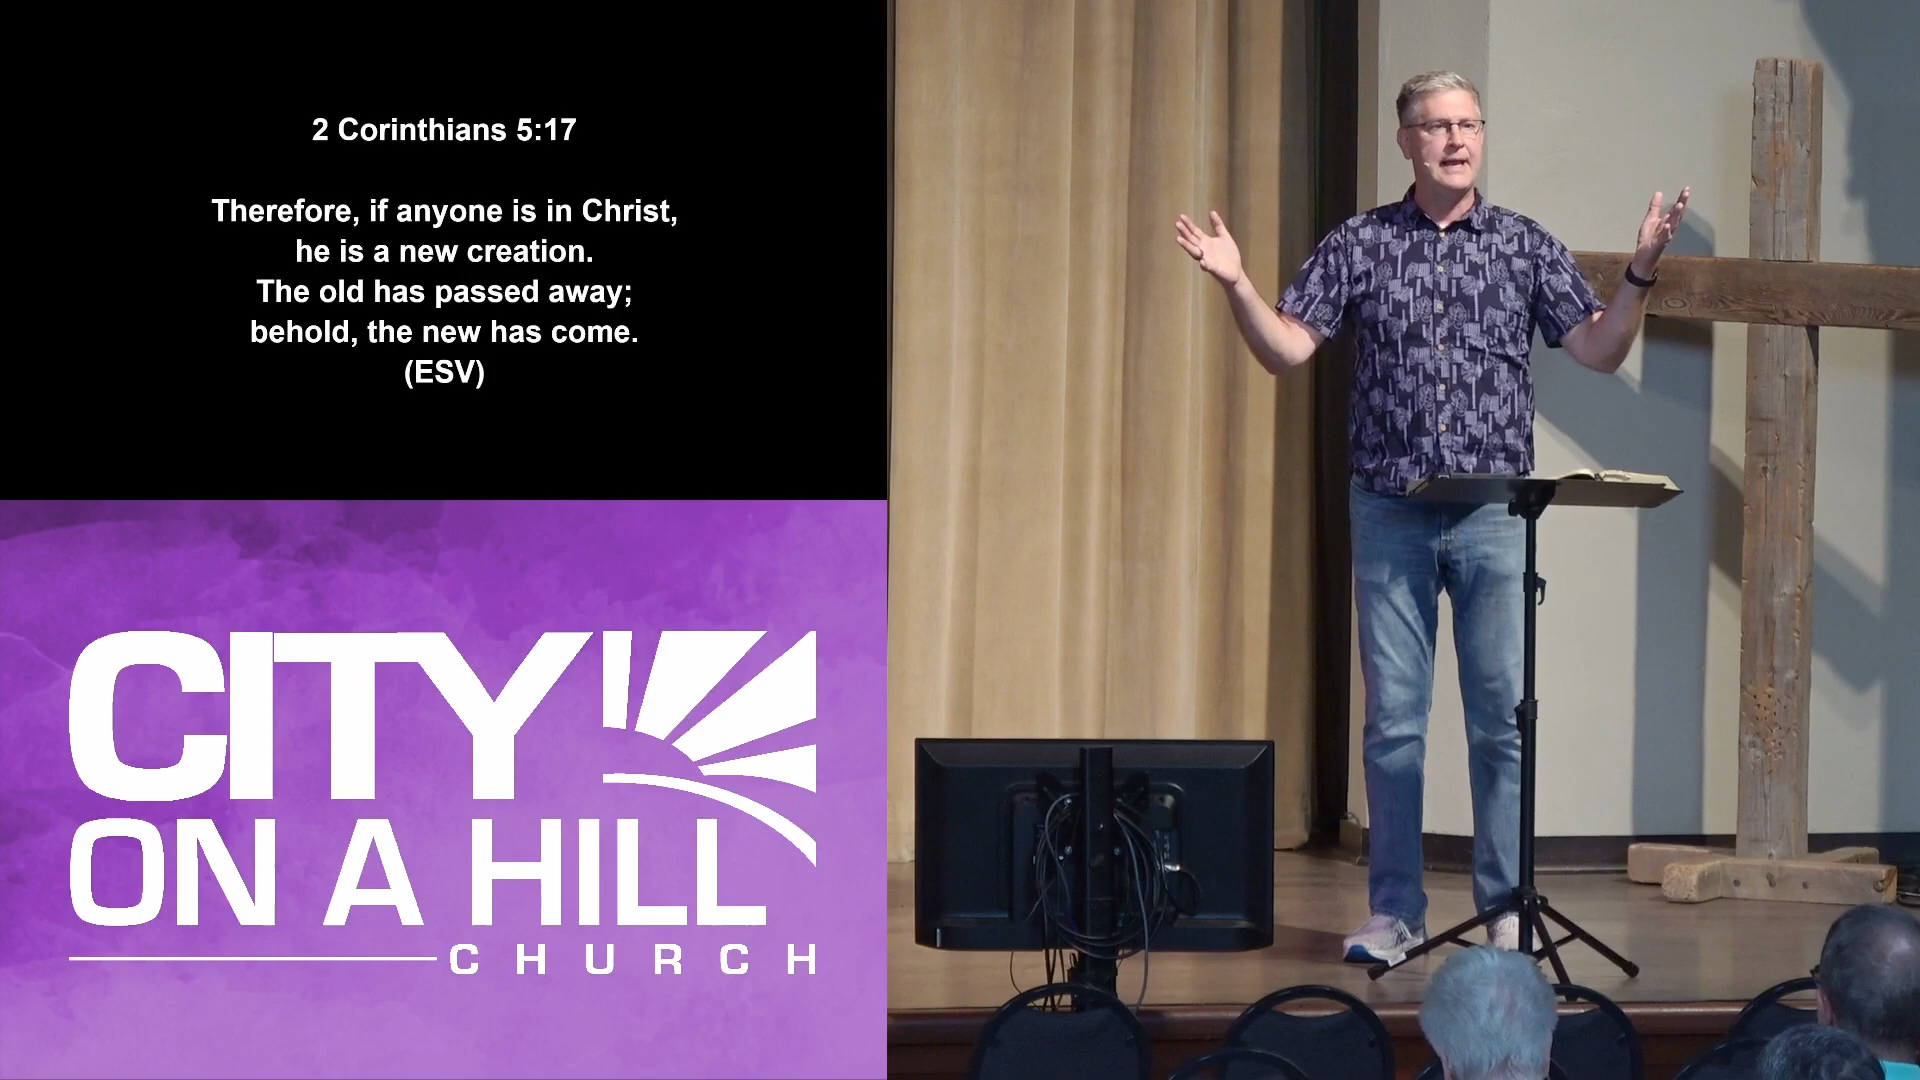 2 Corinthians 5:17
Therefore, if anyone is in Christ,
he is a new creation.
The old has passed away;
behold, the new has come.
(ESV)
CITY
ON A HILL
CHURCH